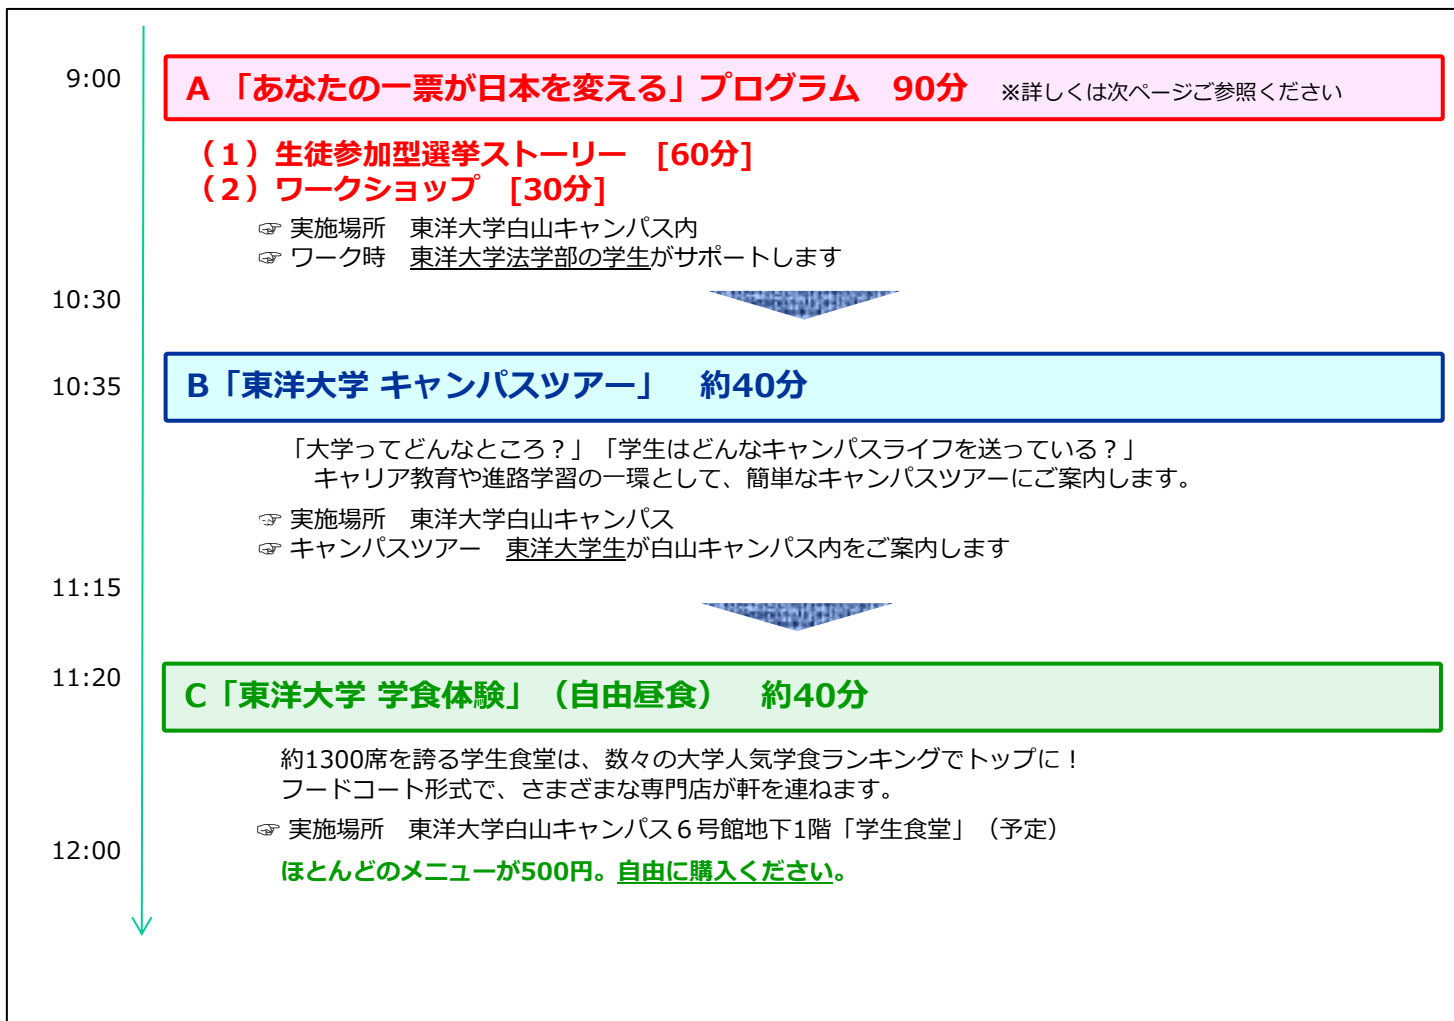 9:00
A 「あなたの一票が日本を変える」プログラム　90分　※詳しくは次ページご参照ください
（１）生徒参加型選挙ストーリー　[60分]
（２）ワークショップ　[30分]
☞ 実施場所　東洋大学白山キャンパス内
☞ ワーク時　東洋大学法学部の学生がサポートします
10:30
10:35
B「東洋大学 キャンパスツアー」　約40分
「大学ってどんなところ？」「学生はどんなキャンパスライフを送っている？」
キャリア教育や進路学習の一環として、簡単なキャンパスツアーにご案内します。
☞ 実施場所　東洋大学白山キャンパス
☞ キャンパスツアー　東洋大学生が白山キャンパス内をご案内します
11:15
11:20
C「東洋大学 学食体験」（自由昼食）　約40分
約1300席を誇る学生食堂は、数々の大学人気学食ランキングでトップに！
フードコート形式で、さまざまな専門店が軒を連ねます。
☞ 実施場所　東洋大学白山キャンパス６号館地下1階「学生食堂」（予定）
12:00
ほとんどのメニューが500円。自由に購入ください。